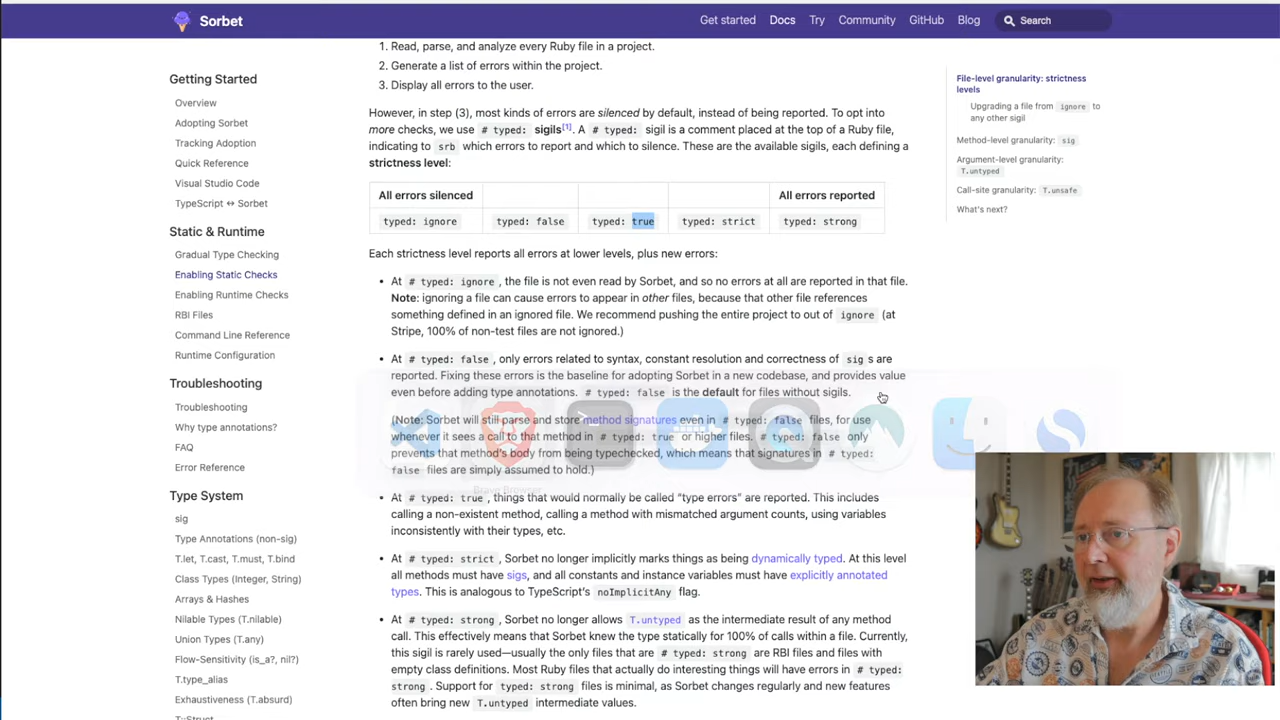 Sorbet
Get started
Docs
Try
Community
GitHub
Blog
Search
Getting Started
Overview
Adopting Sorbet
Tracking Adoption
Quick Reference
Visual Studio Code
TypeScript ↔ Sorbet
Static & Runtime
Gradual Type Checking
Enabling Static Checks
Enabling Runtime Checks
RBI Files
Command Line Reference
Runtime Configuration
Troubleshooting
Troubleshooting
Why type annotations?
FAQ
Error Reference
Type System
sig
Type Annotations (non-sig)
T.let, T.cast, T.must, T.bind
Class Types (Integer, String)
Arrays & Hashes
Nilable Types (T.nilable)
Union Types (T.any)
Flow-Sensitivity (is_a?, nil?)
T.type_alias
Exhaustiveness (T.absurd)
T::Struct
1. Read, parse, and analyze every Ruby file in a project.
2. Generate a list of errors within the project.
3. Display all errors to the user.
However, in step (3), most kinds of errors are silenced by default, instead of being reported. To opt into
more checks, we use # typed: sigils[1]. A # typed: sigil is a comment placed at the top of a Ruby file,
indicating to srb which errors to report and which to silence. These are the available sigils, each defining a
strictness level:
All errors silenced All errors reported
typed: ignore typed: false typed: true typed: strict typed: strong
Each strictness level reports all errors at lower levels, plus new errors:
• At # typed: ignore, the file is not even read by Sorbet, and so no errors at all are reported in that file.
Note: ignoring a file can cause errors to appear in other files, because that other file references
something defined in an ignored file. We recommend pushing the entire project to out of ignore (at
Stripe, 100% of non-test files are not ignored.)
• At # typed: false, only errors related to syntax, constant resolution and correctness of sig s are
reported. Fixing these errors is the baseline for adopting Sorbet in a new codebase, and provides value
even before adding type annotations. # typed: false is the default for files without sigils.
(Note: Sorbet will still parse and store method signatures even in # typed: false files, for use
whenever it sees a call to that method in # typed: true or higher files. # typed: false only
prevents that method's body from being typechecked, which means that signatures in # typed:
false files are simply assumed to hold.)
Brave Browser
• At # typed: true, things that would normally be called “type errors” are reported. This includes
calling a non-existent method, calling a method with mismatched argument counts, using variables
inconsistently with their types, etc.
• At # typed: strict, Sorbet no longer implicitly marks things as being dynamically typed. At this level
all methods must have sigs, and all constants and instance variables must have explicitly annotated
types. This is analogous to TypeScript's noImplicitAny flag.
• At # typed: strong, Sorbet no longer allows T.untyped as the intermediate result of any method
call. This effectively means that Sorbet knew the type statically for 100% of calls within a file. Currently,
this sigil is rarely used—usually the only files that are # typed: strong are RBI files and files with
empty class definitions. Most Ruby files that actually do interesting things will have errors in # typed:
strong. Support for typed: strong files is minimal, as Sorbet changes regularly and new features
often bring new T.untyped intermediate values.
File-level granularity: strictness
levels
Upgrading a file from ignore to
any other sigil
Method-level granularity: sig
Argument-level granularity:
T.untyped
Call-site granularity: T.unsafe
What's next?